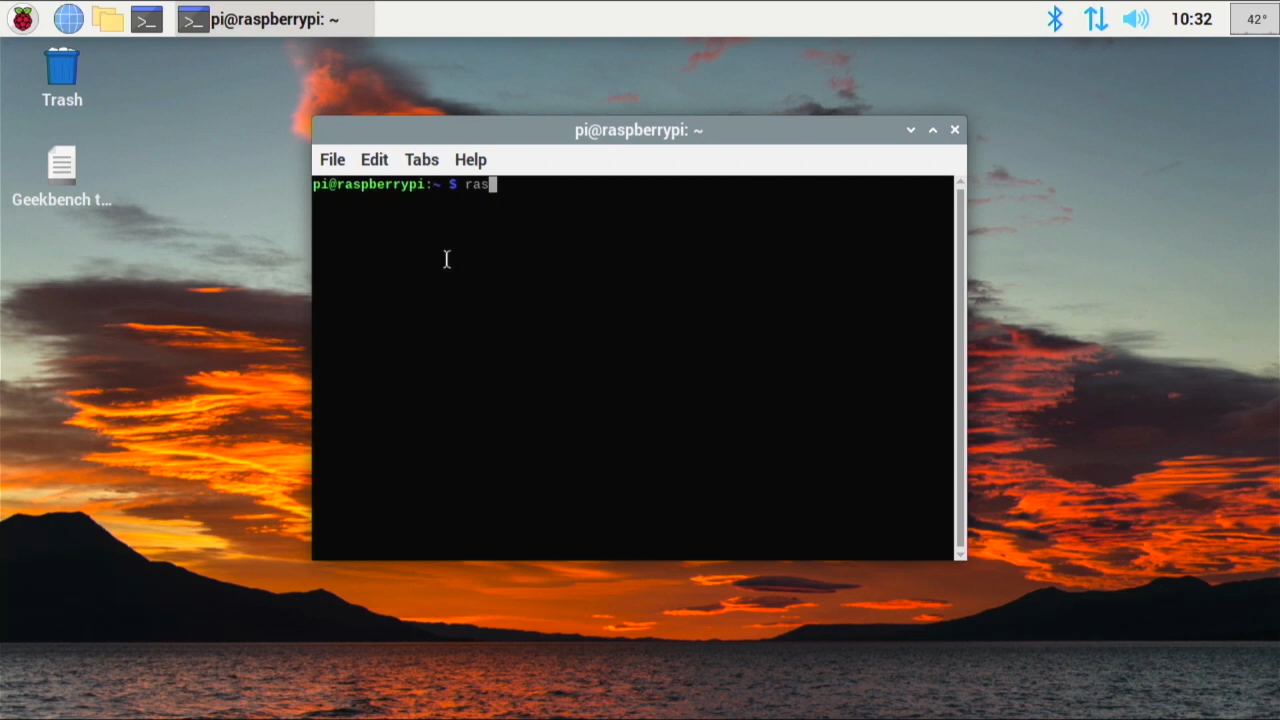 pi@raspberrypi: ~
10:32
42°
Trash
Geekbench t...
pi@raspberrypi: ~
File Edit Tabs Help
pi@raspberrypi:~ $ ras